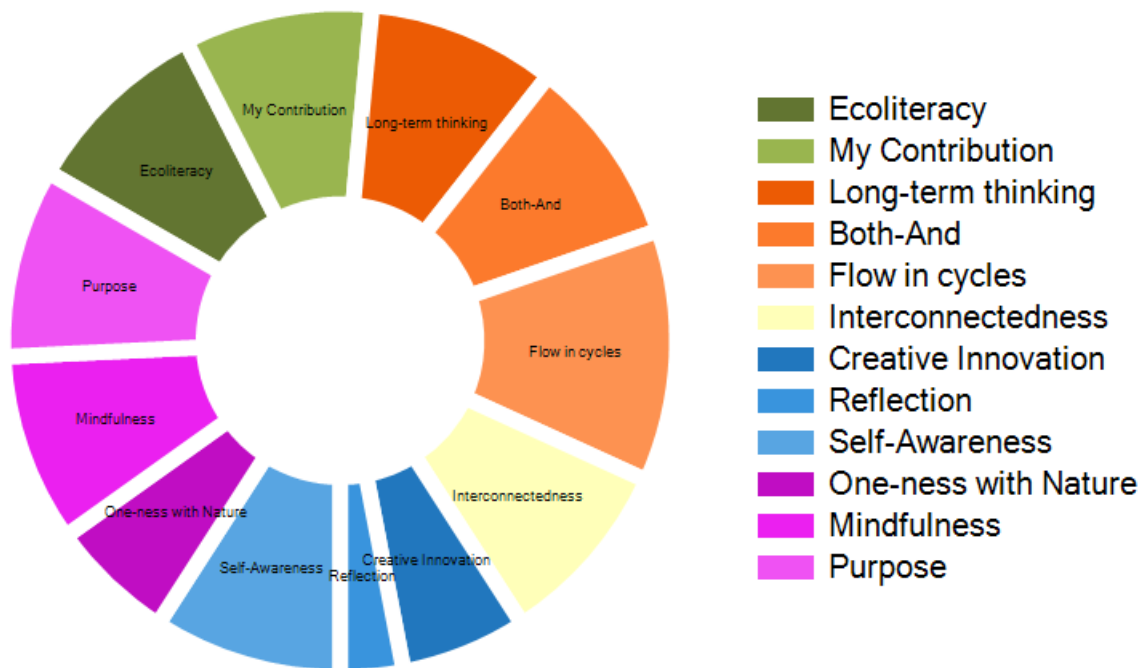 My Contribution
Long-term thinking
Ecoliteracy
Both-And
Purpose
Flow in cycles
Mindfulness
Interconnectedness
One-ness with Nature
Creative Innovation
Self-Awareness
Reflection
Ecoliteracy
My Contribution
Long-term thinking
Both-And
Flow in cycles
Interconnectedness
Creative Innovation
Reflection
Self-Awareness
One-ness with Nature
Mindfulness
Purpose